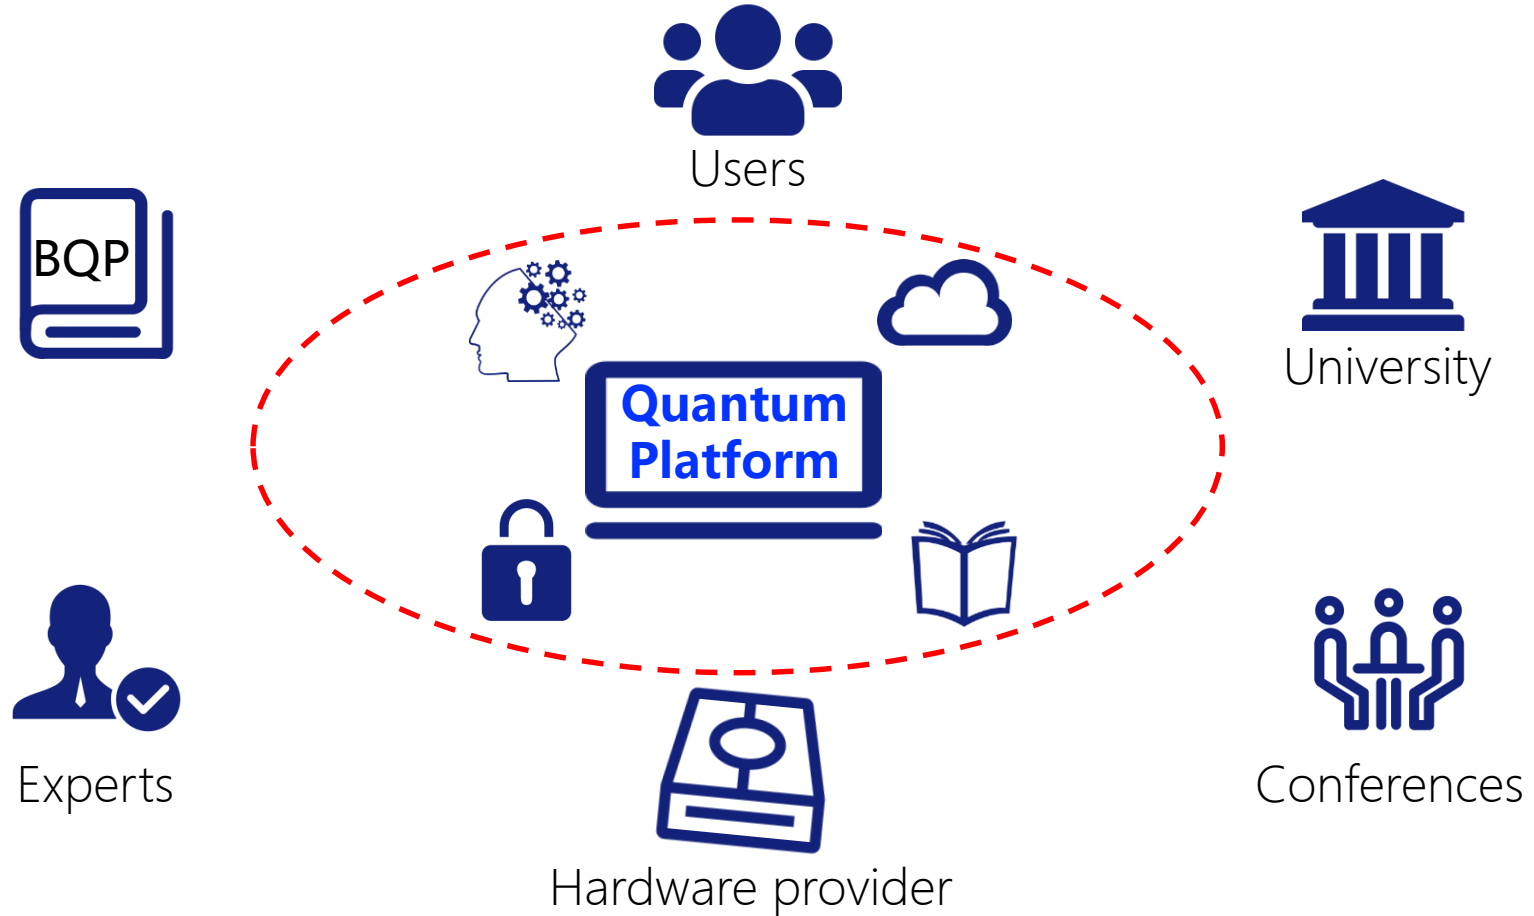 Users
BQP
University
Quantum
Platform
Experts
Conferences
Hardware provider